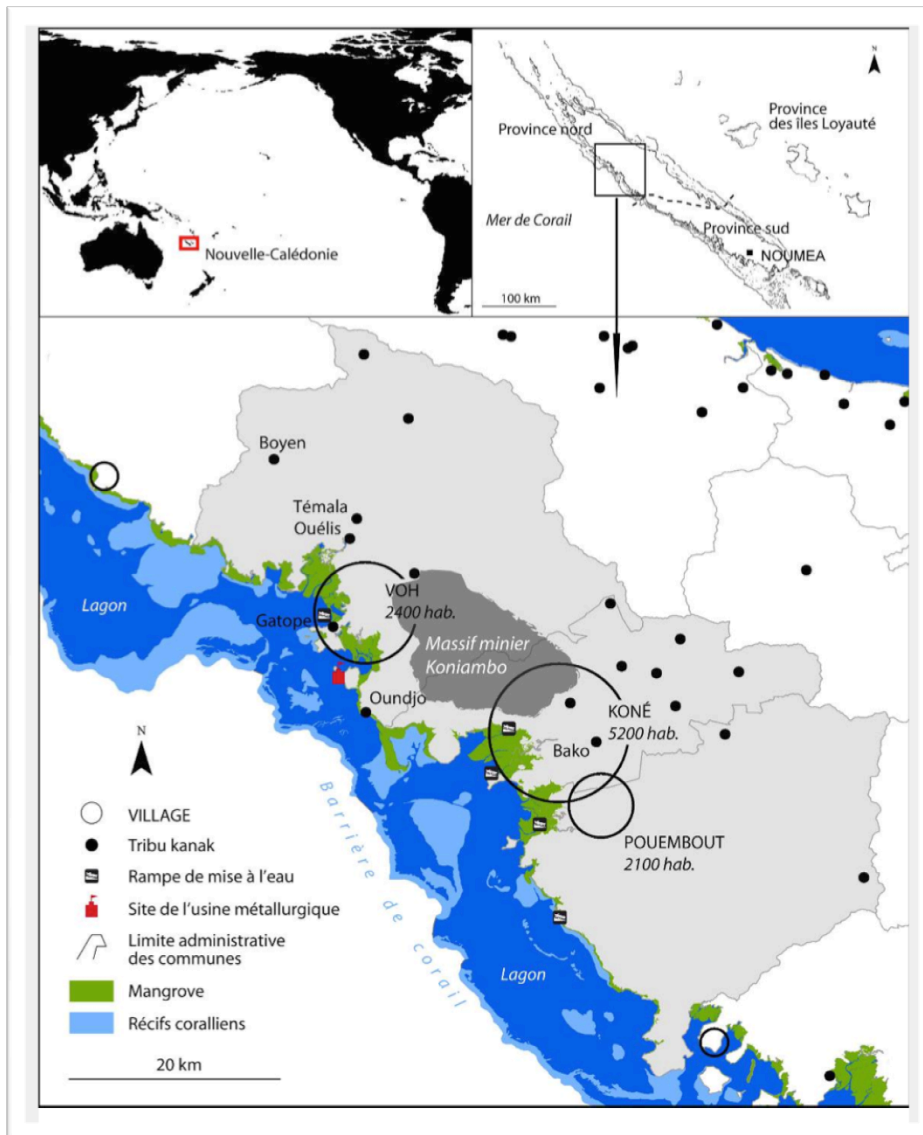 Nouvelle-Calédonie
N
Province nord
Province
des îles Loyauté
Mer de Corail
Province sud
NOUMEA
100 km
Boyen
Témala
Ouélis
Lagon
VOH
2400 hab.
Gatope
Massif minier
Koniambo
Oundjo
KONÉ
5200 hab.
Bako
POUEMBOUT
2100 hab.
Barrière de corail
Lagon
N
VILLAGE
Tribu kanak
Rampe de mise à l'eau
Site de l'usine métallurgique
Limite administrative
des communes
Mangrove
Récifs coralliens
20 km